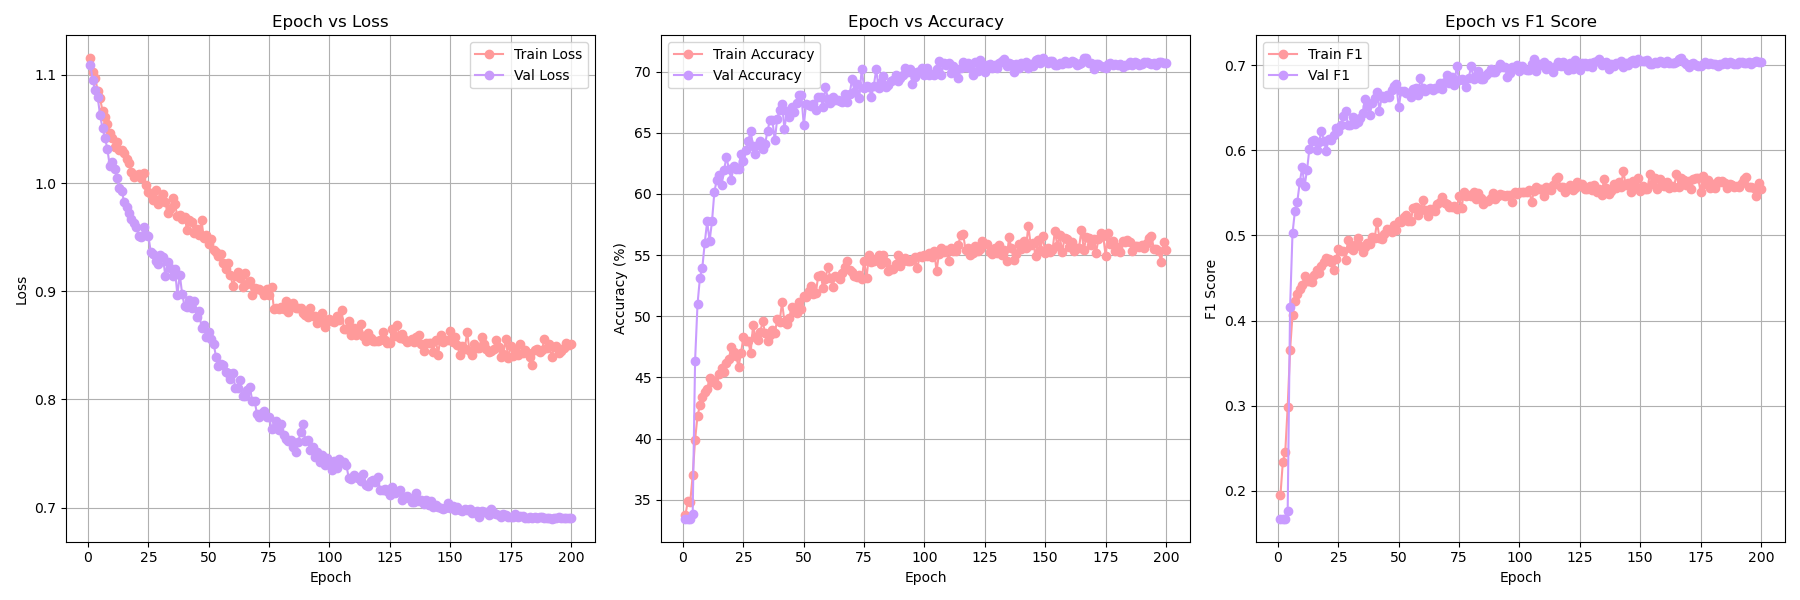 Epoch vs Loss
1.1
1.0
0.9
0.8
0.7
Loss
0 25 50 75 100 125 150 175 200
Epoch
Train Loss
Val Loss
Epoch vs Accuracy
70
65
60
55
50
45
40
35
Accuracy (%)
0 25 50 75 100 125 150 175 200
Epoch
Train Accuracy
Val Accuracy
Epoch vs F1 Score
0.7
0.6
0.5
0.4
0.3
0.2
F1 Score
0 25 50 75 100 125 150 175 200
Epoch
Train F1
Val F1